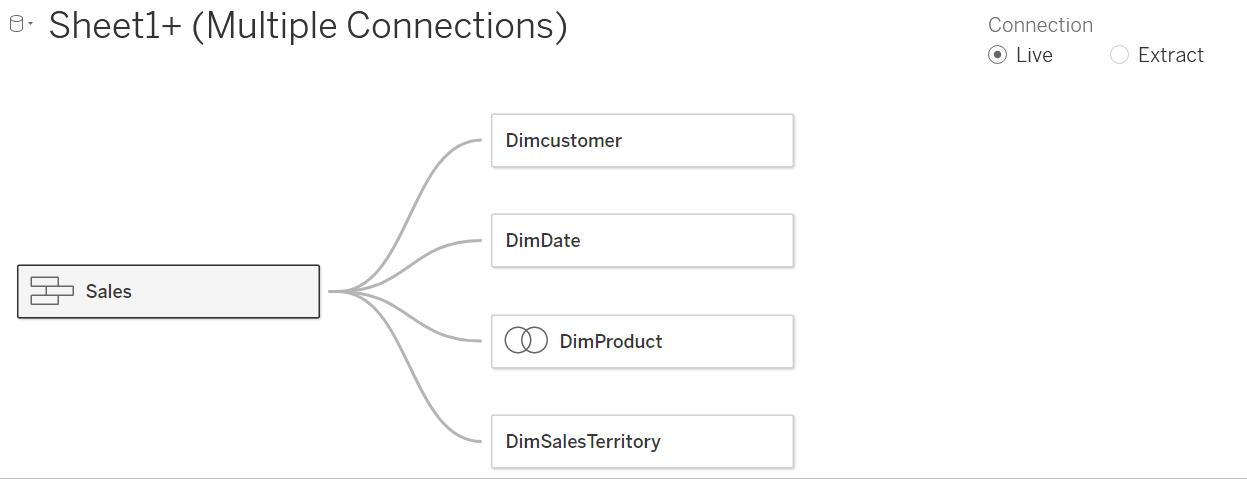 Sheet1+ (Multiple Connections)
Connection
Live
Extract
Dimcustomer
DimDate
Sales
DimProduct
DimSalesTerritory